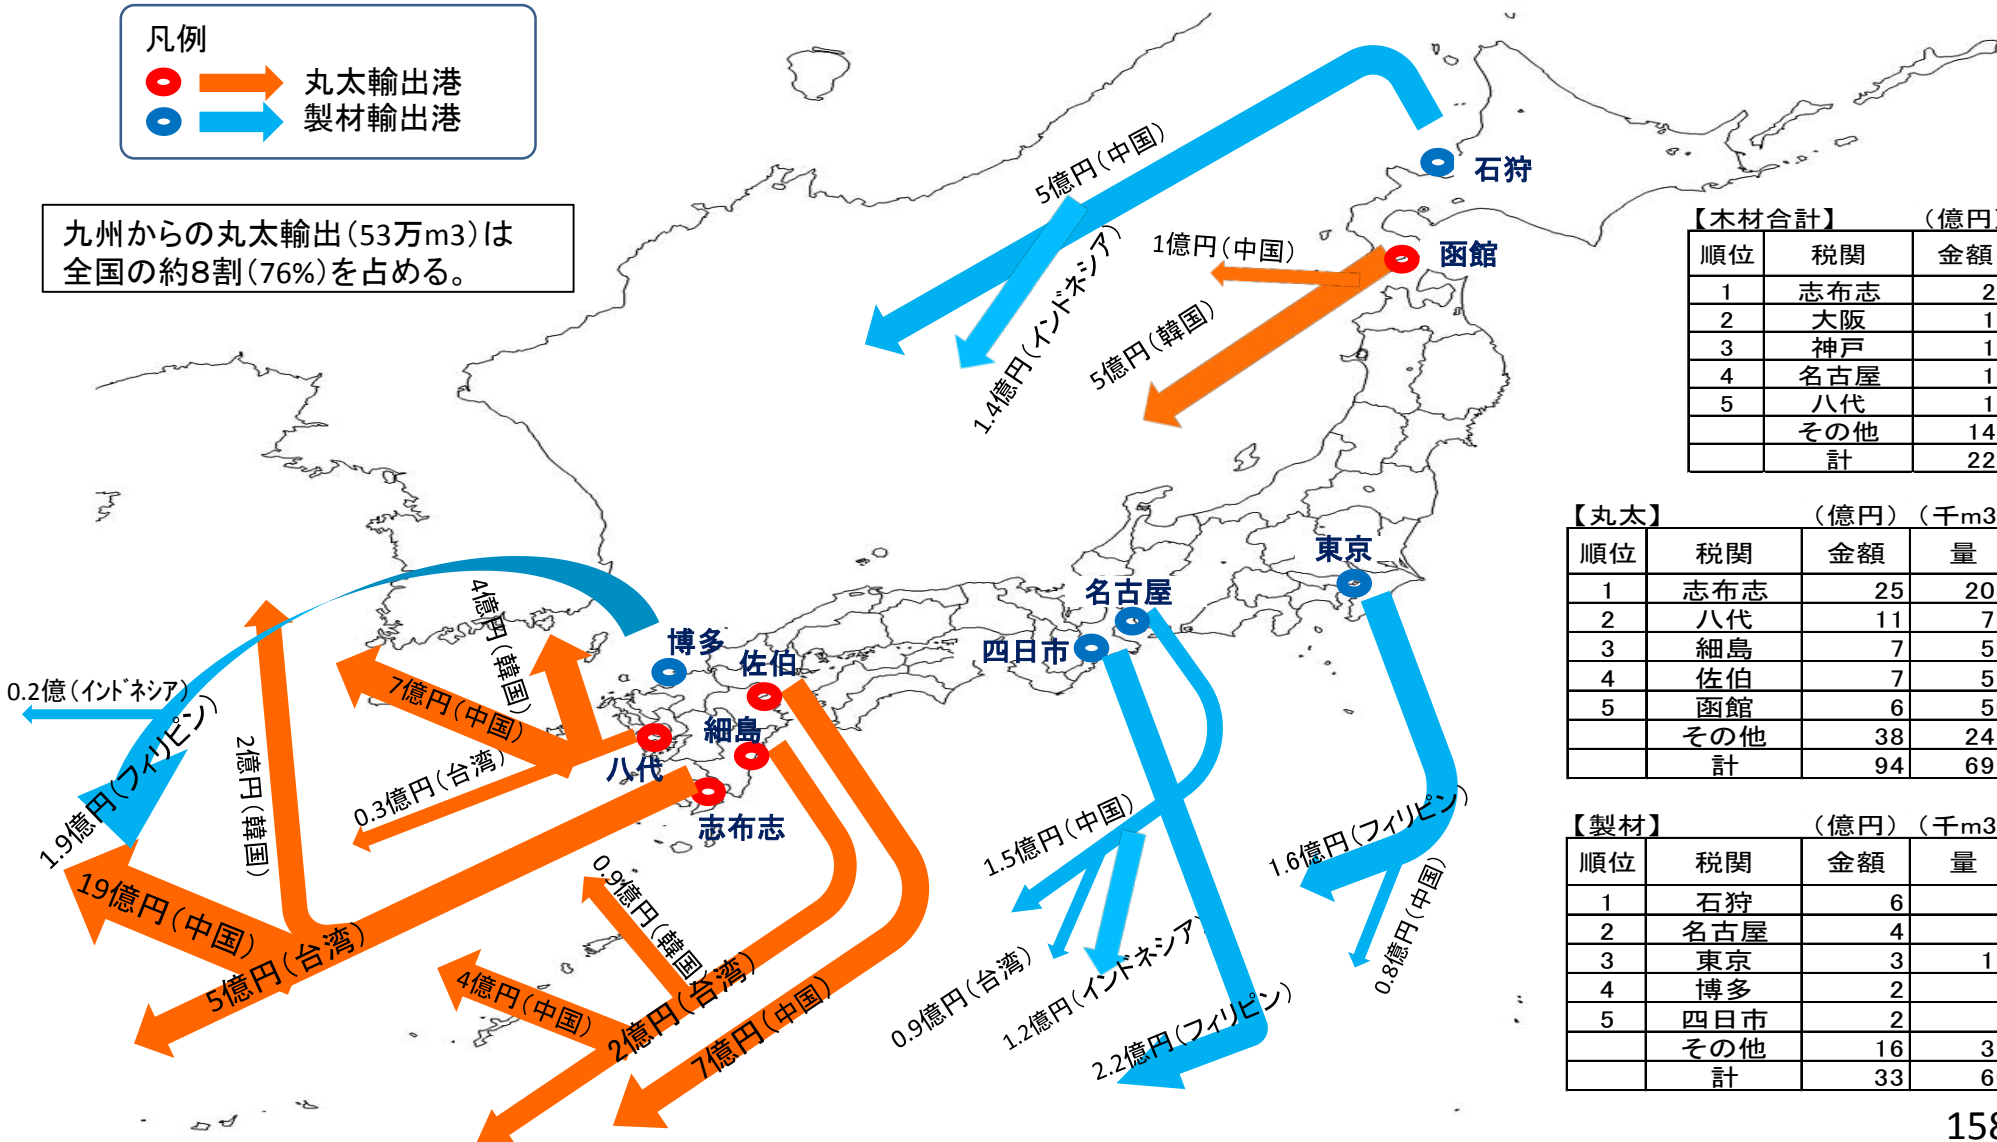 凡例
丸太輸出港
製材輸出港
九州からの丸太輸出(53万m3)は
全国の約8割(76%)を占める。
5億円(中国)
1.4億円(インドネシア)
石狩
函館
1億円(中国)
5億円(韓国)
東京
名古屋
四日市
博多
佐伯
細島
八代
志布志
4億円(韓国)
7億円(中国)
0.3億円(台湾)
0.2億(インドネシア)
1.9億円(フィリピン)
2億円(韓国)
19億円(中国)
5億円(台湾)
0.9億円(韓国)
4億円(中国)
2億円(台湾)
7億円(中国)
1.5億円(中国)
0.9億円(台湾)
1.2億円(インドネシア)
2.2億円(フィリピン)
1.6億円(フィリピン)
0.8億円(中国)
【木材合計】 (億円)
順位 税関 金額
1 志布志 2
2 大阪 1
3 神戸 1
4 名古屋 1
5 八代 1
その他 14
計 22
【丸太】 (億円) (千m3
順位 税関 金額 量
1 志布志 25 20
2 八代 11 7
3 細島 7 5
4 佐伯 7 5
5 函館 6 5
その他 38 24
計 94 69
【製材】 (億円) (千m3
順位 税関 金額 量
1 石狩 6
2 名古屋 4
3 東京 3 1
4 博多 2
5 四日市 2
その他 16 3
計 33 6
158